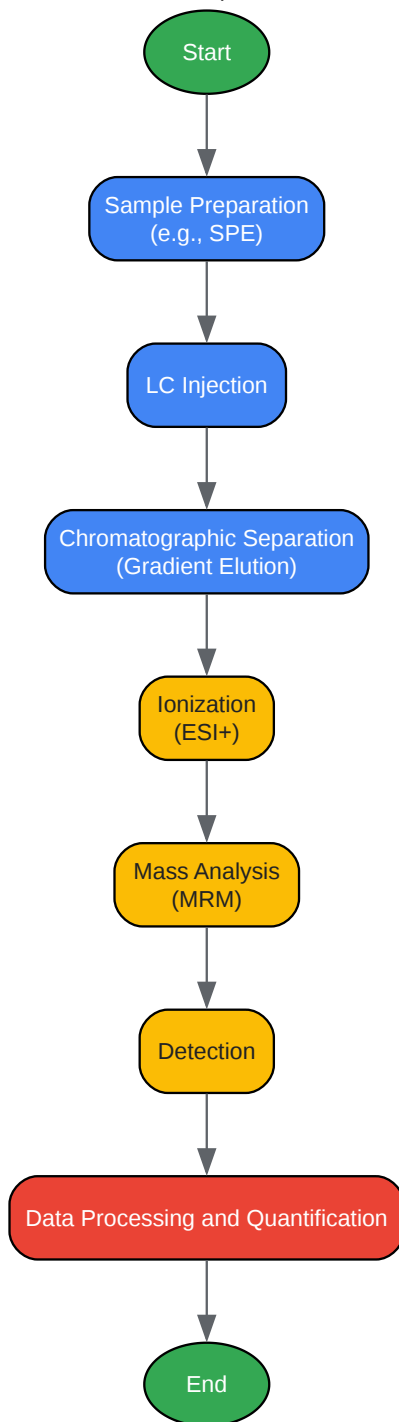 Start
Sample Preparation
(e.g., SPE)
LC Injection
Chromatographic Separation
(Gradient Elution)
Ionization
(ESI+)
Mass Analysis
(MRM)
Detection
Data Processing and Quantification
End